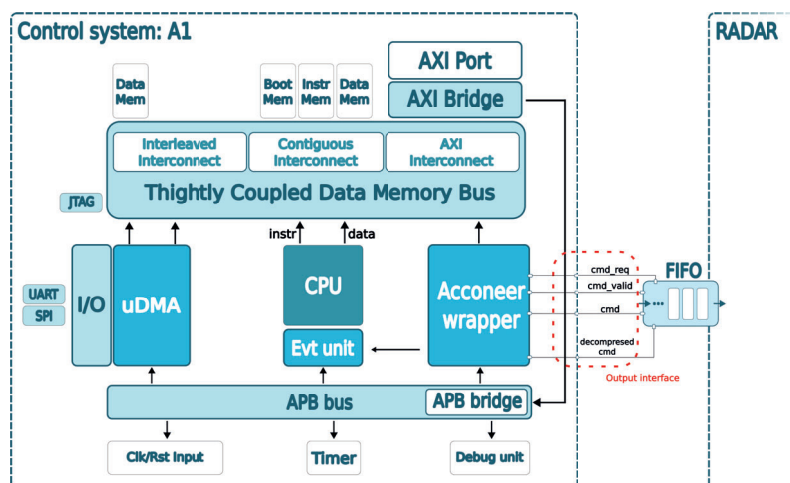 Control system: A1
RADAR
AXI Port
AXI Bridge
Data
Mem
Boot
Mem
Instr
Mem
Data
Mem
Interleaved
Interconnect
Contiguous
Interconnect
AXI
Interconnect
Thightly Coupled Data Memory Bus
JTAG
instr
data
UART
SPI
I/O
uDMA
CPU
Evt unit
Acconeer
wrapper
cmd_req
cmd_valid
cmd
decompresed
cmd
FIFO
...
Output interface
APB bus
APB bridge
Clk/Rst Input
Timer
Debug unit